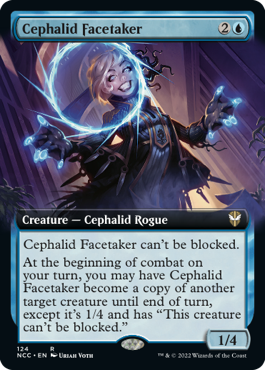 Cephalid Facetaker 2
Creature — Cephalid Rogue
Cephalid Facetaker can't be blocked.
At the beginning of combat on
your turn, you may have Cephalid
Facetaker become a copy of another
target creature until end of turn,
except it's 1/4 and has "This creature
can't be blocked."
1/4
124 R
NCC • EN Uriah Voth
™ & © 2022 Wizards of the Coast